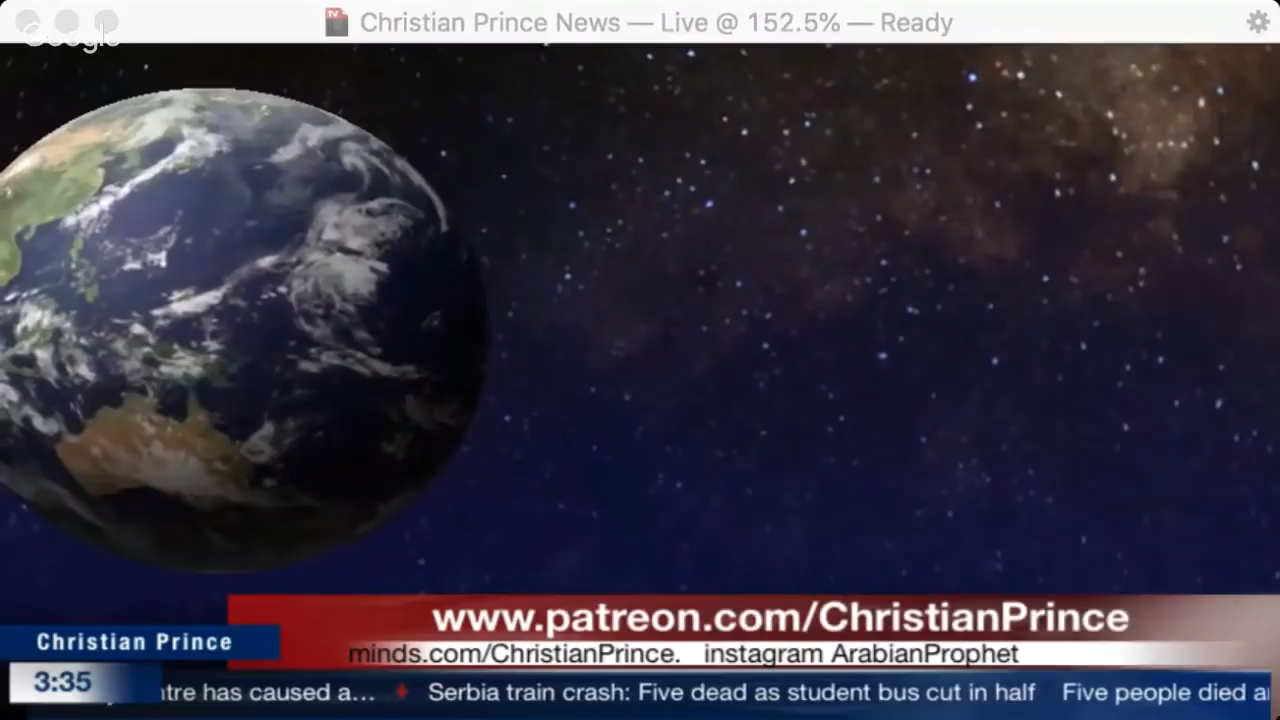 Christian Prince News — Live @ 152.5% — Ready
Google
www.patreon.com/ChristianPrince
Christian Prince
minds.com/ChristianPrince. instagram ArabianProphet
3:35
has caused a... ♦ Serbia train crash: Five dead as student bus cut in half Five people died